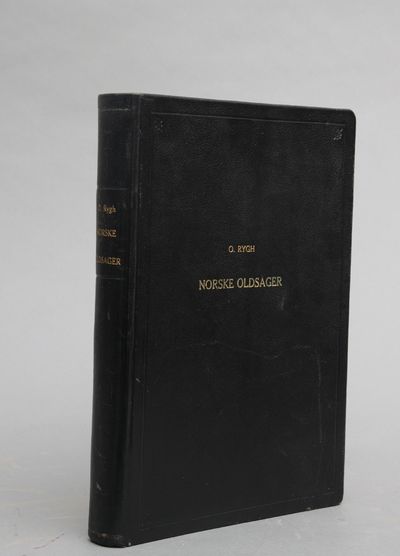 O. Rygh
NORSKE
OLDSAGER
O. RYGH
NORSKE OLDSAGER